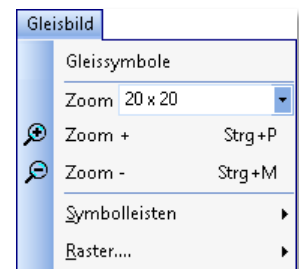 Gleisbild
Gleissymbole
Zoom 20 x 20
Zoom + Strg+P
Zoom - Strg+M
Symbolleisten
Raster....